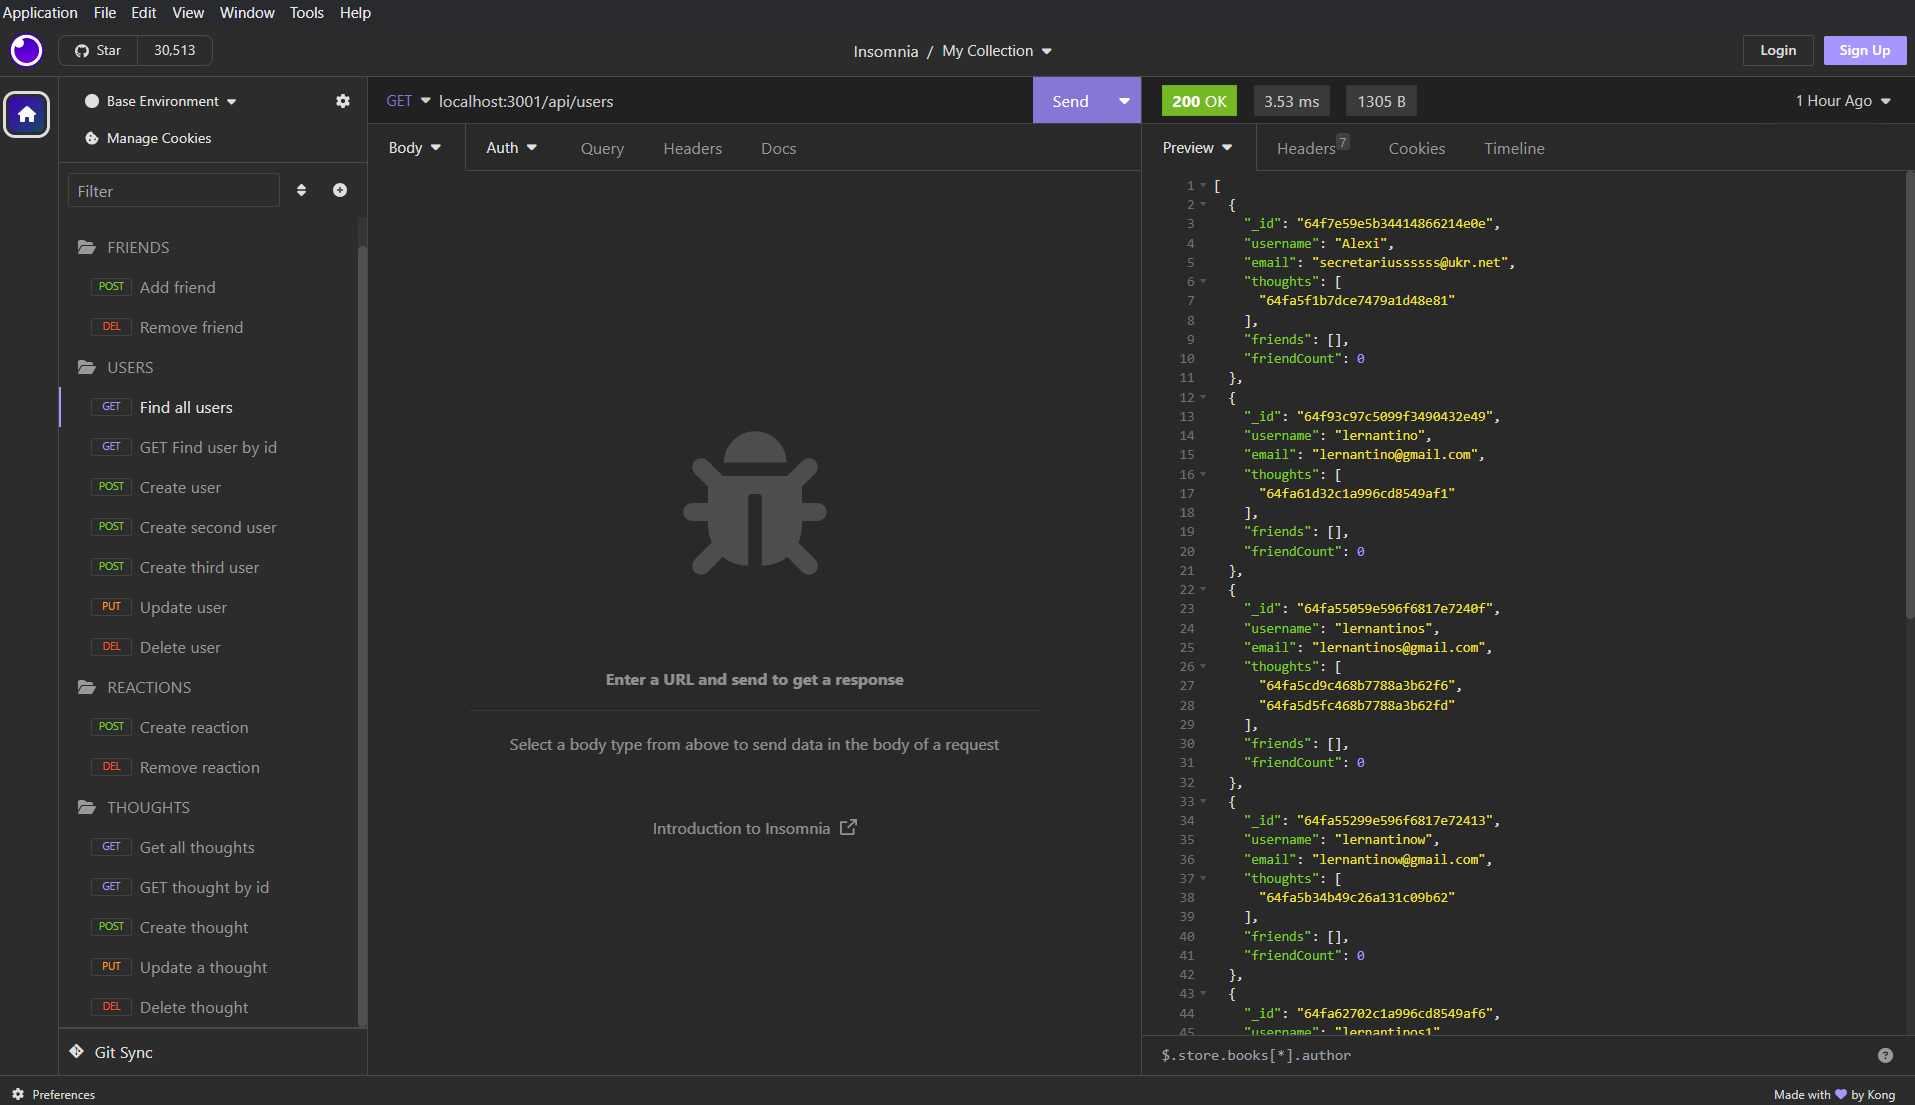 Application File Edit View Window Tools Help
Star 30,513
Insomnia / My Collection
Login Sign Up
Base Environment
Manage Cookies
Filter
FRIENDS
POST Add friend
DEL Remove friend
USERS
GET Find all users
GET GET Find user by id
POST Create user
POST Create second user
POST Create third user
PUT Update user
DEL Delete user
REACTIONS
POST Create reaction
DEL Remove reaction
THOUGHTS
GET Get all thoughts
GET GET thought by id
POST Create thought
PUT Update a thought
DEL Delete thought
Git Sync
Preferences
GET localhost:3001/api/users Send
Body Auth Query Headers Docs
Enter a URL and send to get a response
Select a body type from above to send data in the body of a request
Introduction to Insomnia
200 OK 3.53 ms 1305 B 1 Hour Ago
Preview Headers 7 Cookies Timeline
1 [
2 {
3 "_id": "64f7e59e5b34414866214e0e",
4 "username": "Alexi",
5 "email": "secretariussssss@ukr.net",
6 "thoughts": [
7 "64fa5f1b7dce7479a1d48e81"
8 ],
9 "friends": [],
10 "friendCount": 0
11 },
12 {
13 "_id": "64f93c97c5099f3490432e49",
14 "username": "lernantino",
15 "email": "lernantino@gmail.com",
16 "thoughts": [
17 "64fa61d32c1a996cd8549af1"
18 ],
19 "friends": [],
20 "friendCount": 0
21 },
22 {
23 "_id": "64fa55059e596f6817e7240f",
24 "username": "lernantinos",
25 "email": "lernantinos@gmail.com",
26 "thoughts": [
27 "64fa5cd9c468b7788a3b62f6",
28 "64fa5d5fc468b7788a3b62fd"
29 ],
30 "friends": [],
31 "friendCount": 0
32 },
33 {
34 "_id": "64fa55299e596f6817e72413",
35 "username": "lernantinow",
36 "email": "lernantinow@gmail.com",
37 "thoughts": [
38 "64fa5b34b49c26a131c09b62"
39 ],
40 "friends": [],
41 "friendCount": 0
42 },
43 {
44 "_id": "64fa62702c1a996cd8549af6",
45 "username": "lernantinos1"
$.store.books[*].author
Made with by Kong